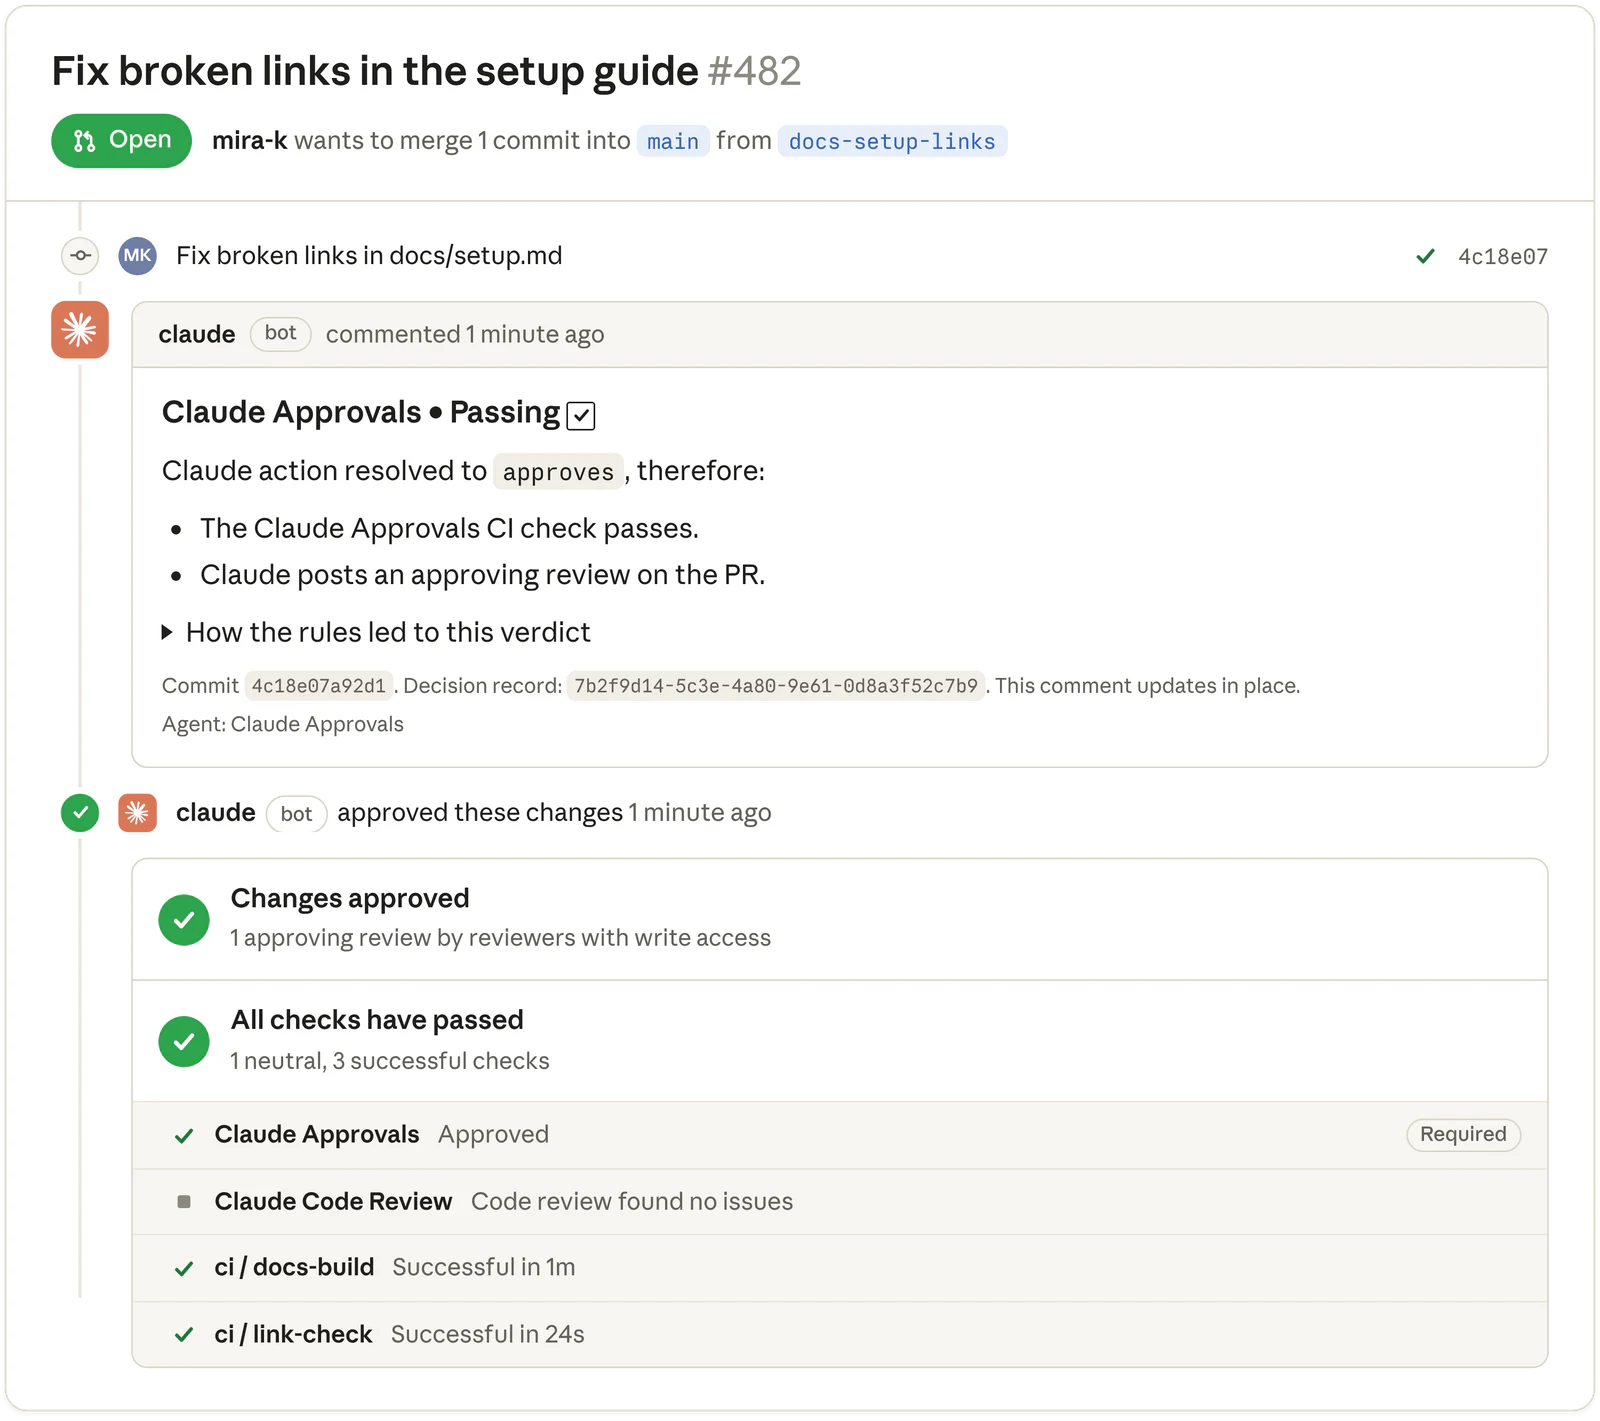 Fix broken links in the setup guide #482
Open mira-k wants to merge 1 commit into main from docs-setup-links
MK Fix broken links in docs/setup.md 4c18e07
claude bot commented 1 minute ago
Claude Approvals • Passing
Claude action resolved to approves, therefore:
• The Claude Approvals CI check passes.
• Claude posts an approving review on the PR.
How the rules led to this verdict
Commit 4c18e07a92d1. Decision record: 7b2f9d14-5c3e-4a80-9e61-0d8a3f52c7b9. This comment updates in place.
Agent: Claude Approvals
claude bot approved these changes 1 minute ago
Changes approved
1 approving review by reviewers with write access
All checks have passed
1 neutral, 3 successful checks
Claude Approvals Approved Required
Claude Code Review Code review found no issues
ci / docs-build Successful in 1m
ci / link-check Successful in 24s